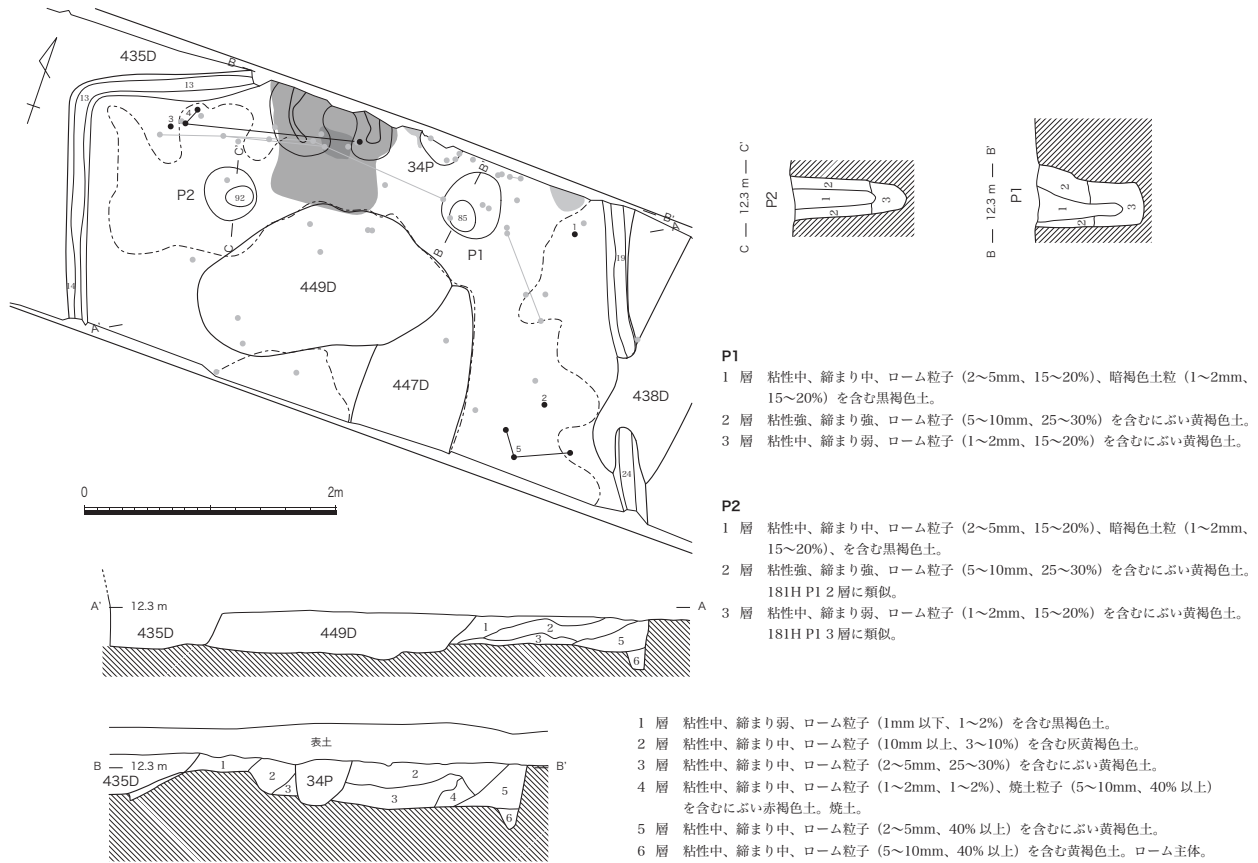 435D
B
13
13
4
3
C'
34P
B'
P2
92
85
C
B
P1
1
B'
A
19
449D
14
A'
447D
438D
2
5
24
0
2m
C — 12.3 m — C'
P2
2
1
3
2
B — 12.3 m — B'
P1
2
1
3
2
P1
1 層 粘性中、締まり中、ローム粒子（2〜5mm、15〜20%）、暗褐色土粒（1〜2mm、
15〜20%）を含む黒褐色土。
2 層 粘性強、締まり強、ローム粒子（5〜10mm、25〜30%）を含むにぶい黄褐色土。
3 層 粘性中、締まり弱、ローム粒子（1〜2mm、15〜20%）を含むにぶい黄褐色土。
P2
1 層 粘性中、締まり中、ローム粒子（2〜5mm、15〜20%）、暗褐色土粒（1〜2mm、
15〜20%）、を含む黒褐色土。
2 層 粘性強、締まり強、ローム粒子（5〜10mm、25〜30%）を含むにぶい黄褐色土。
181H P1 2 層に類似。
3 層 粘性中、締まり弱、ローム粒子（1〜2mm、15〜20%）を含むにぶい黄褐色土。
181H P1 3 層に類似。
A' — 12.3 m
A
435D
449D
1
2
3
5
6
表土
B — 12.3 m
B'
435D
1
2
3
34P
2
3
4
5
6
1 層 粘性中、締まり弱、ローム粒子（1mm 以下、1〜2%）を含む黒褐色土。
2 層 粘性中、締まり中、ローム粒子（10mm 以上、3〜10%）を含む灰黄褐色土。
3 層 粘性中、締まり中、ローム粒子（2〜5mm、25〜30%）を含むにぶい黄褐色土。
4 層 粘性中、締まり中、ローム粒子（1〜2mm、1〜2%）、焼土粒子（5〜10mm、40% 以上）
を含むにぶい赤褐色土。焼土。
5 層 粘性中、締まり中、ローム粒子（2〜5mm、40% 以上）を含むにぶい黄褐色土。
6 層 粘性中、締まり中、ローム粒子（5〜10mm、40% 以上）を含む黄褐色土。ローム主体。